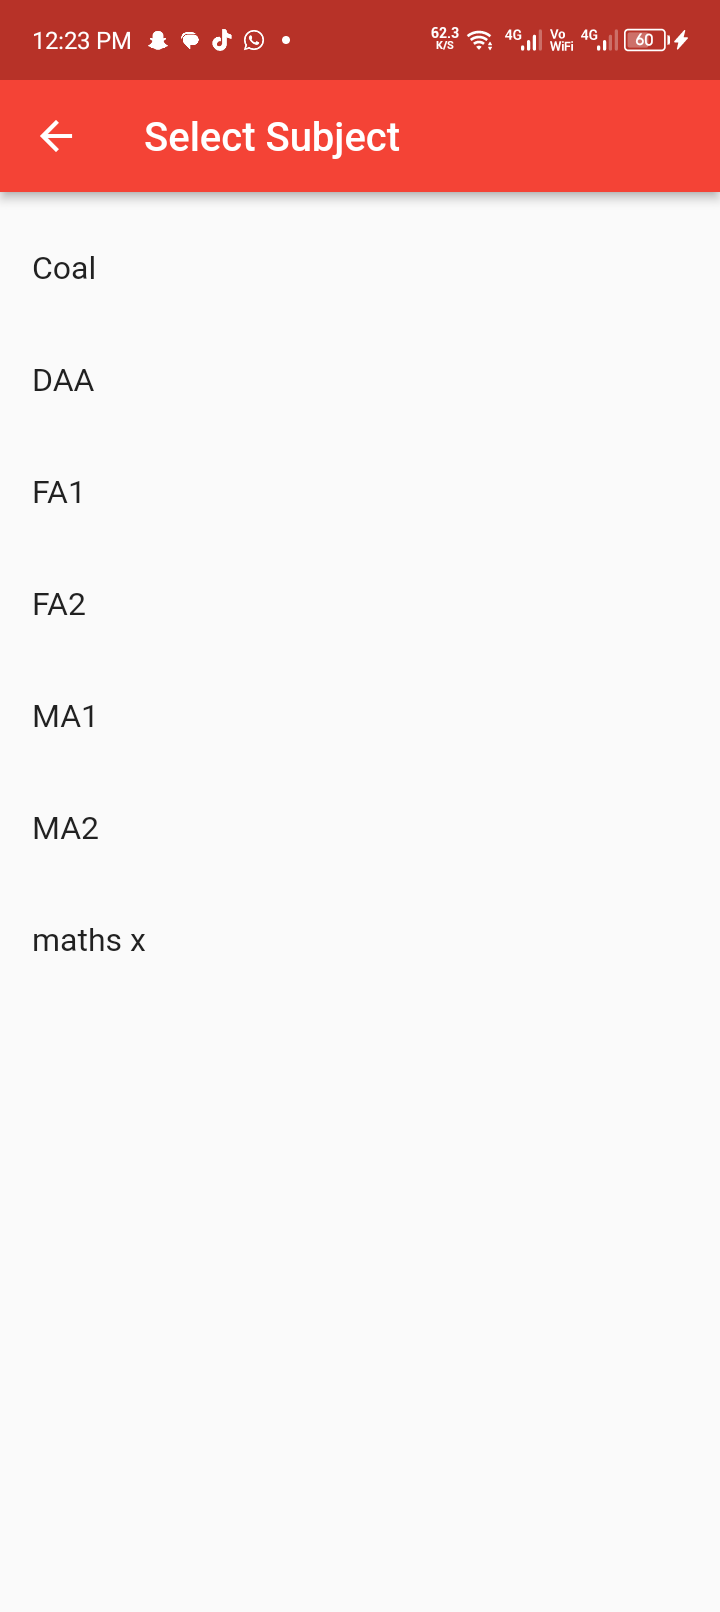 12:23 PM
62.3
K/S
4G
Vo
WiFi
4G
60
Select Subject
Coal
DAA
FA1
FA2
MA1
MA2
maths x